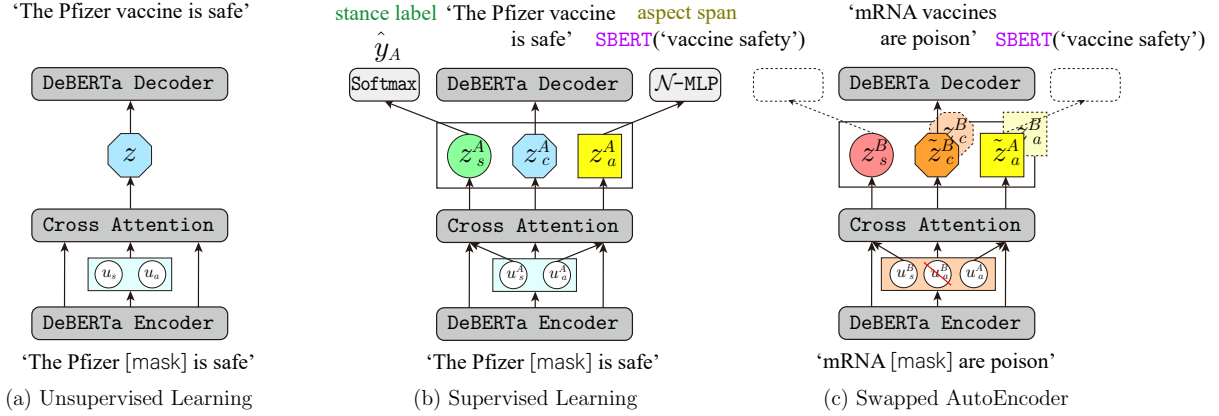 'The Pfizer vaccine is safe'
DeBERTa Decoder
z
Cross Attention
u_s u_a
DeBERTa Encoder
'The Pfizer [mask] is safe'
(a) Unsupervised Learning
stance label 'The Pfizer vaccine aspect span
is safe' SBERT('vaccine safety')
ŷ_A
Softmax DeBERTa Decoder N-MLP
z_s^A z_c^A z_a^A
Cross Attention
u_s^A u_a^A
DeBERTa Encoder
'The Pfizer [mask] is safe'
(b) Supervised Learning
'mRNA vaccines
are poison' SBERT('vaccine safety')
DeBERTa Decoder
z_s^B z̃_c^B z_c^B z̃_a^A z_a^B
Cross Attention
u_s^B u_a^B u_a^A
DeBERTa Encoder
'mRNA [mask] are poison'
(c) Swapped AutoEncoder